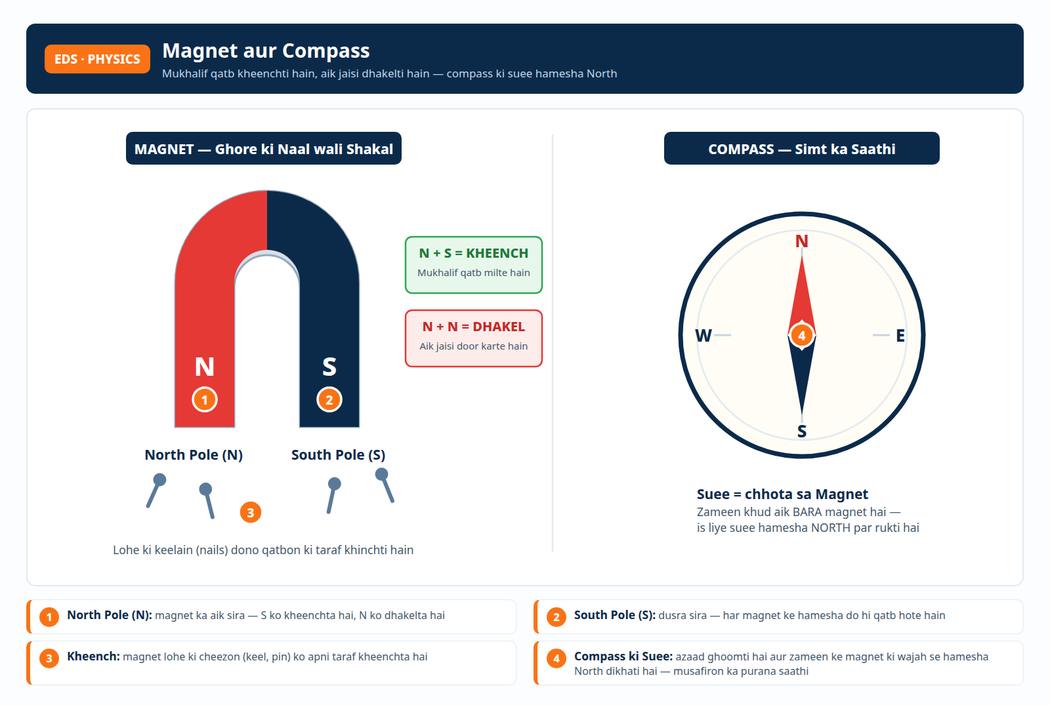 EDS · PHYSICS
Magnet aur Compass
Mukhalif qatb kheenchti hain, aik jaisi dhakelti hain — compass ki suee hamesha North
MAGNET — Ghore ki Naal wali Shakal
N
1
S
2
N + S = KHEENCH
Mukhalif qatb milte hain
N + N = DHAKEL
Aik jaisi door karte hain
North Pole (N)
South Pole (S)
3
Lohe ki keelain (nails) dono qatbon ki taraf khinchti hain
COMPASS — Simt ka Saathi
N
W
4
E
S
Suee = chhota sa Magnet
Zameen khud aik BARA magnet hai —
is liye suee hamesha NORTH par rukti hai
1 North Pole (N): magnet ka aik sira — S ko kheenchta hai, N ko dhakelta hai
2 South Pole (S): dusra sira — har magnet ke hamesha do hi qatb hote hain
3 Kheench: magnet lohe ki cheezon (keel, pin) ko apni taraf kheenchta hai
4 Compass ki Suee: azaad ghoomti hai aur zameen ke magnet ki wajah se hamesha
North dikhati hai — musafiron ka purana saathi